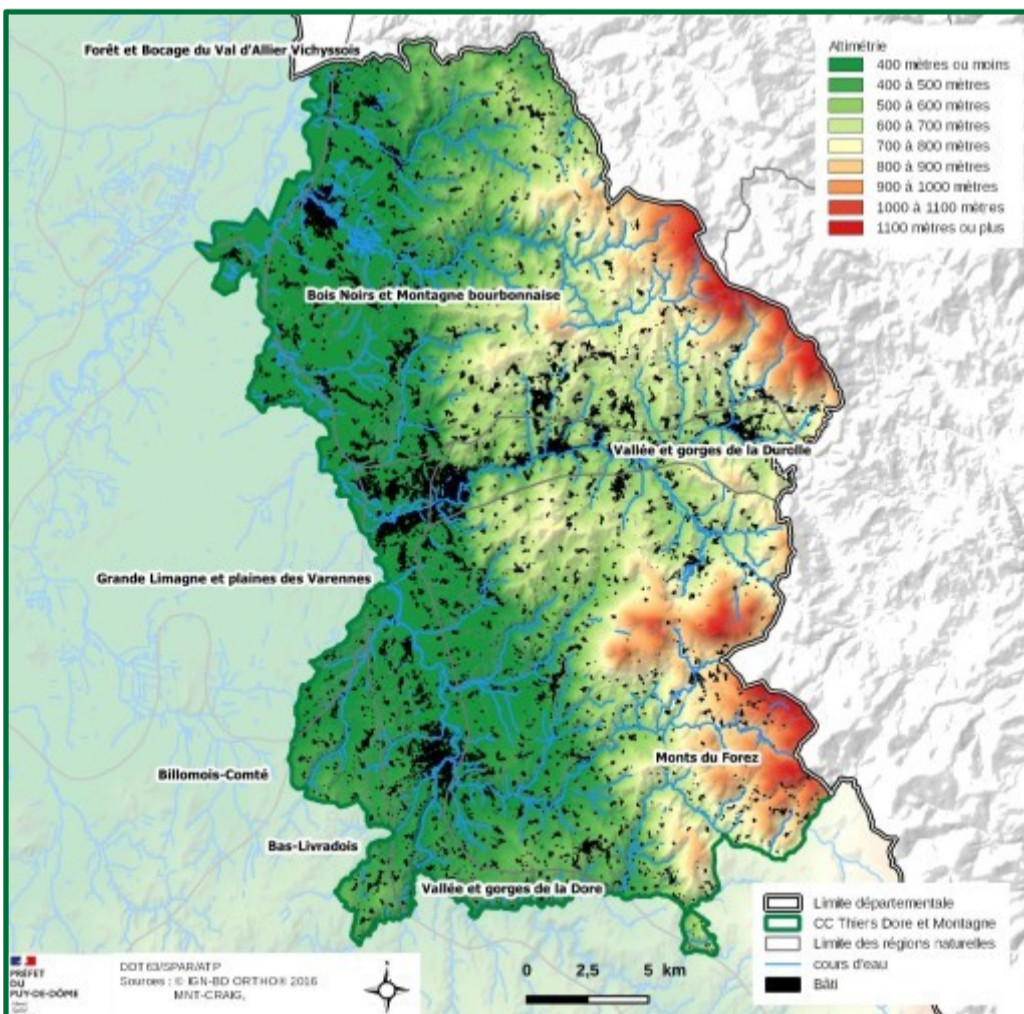 Forêt et Bocage du Val d'Allier Vichyssois
Altimétrie
400 mètres ou moins
400 à 500 mètres
500 à 600 mètres
600 à 700 mètres
700 à 800 mètres
800 à 900 mètres
900 à 1000 mètres
1000 à 1100 mètres
1100 mètres ou plus
Bois Noirs et Montagne bourbonnaise
Vallée et gorges de la Durolle
Grande Limagne et plaines des Varennes
Monts du Forez
Billomois-Comté
Bas-Livradois
Vallée et gorges de la Dore
Limite départementale
CC Thiers Dore et Montagne
Limite des régions naturelles
cours d'eau
Bâti
PRÉFET
DU
PUY-DE-DÔME
DDT 63/SPAR/ATP
Sources : © IGN-BD ORTHO® 2016
MNT-CRAIG,
0 2,5 5 km